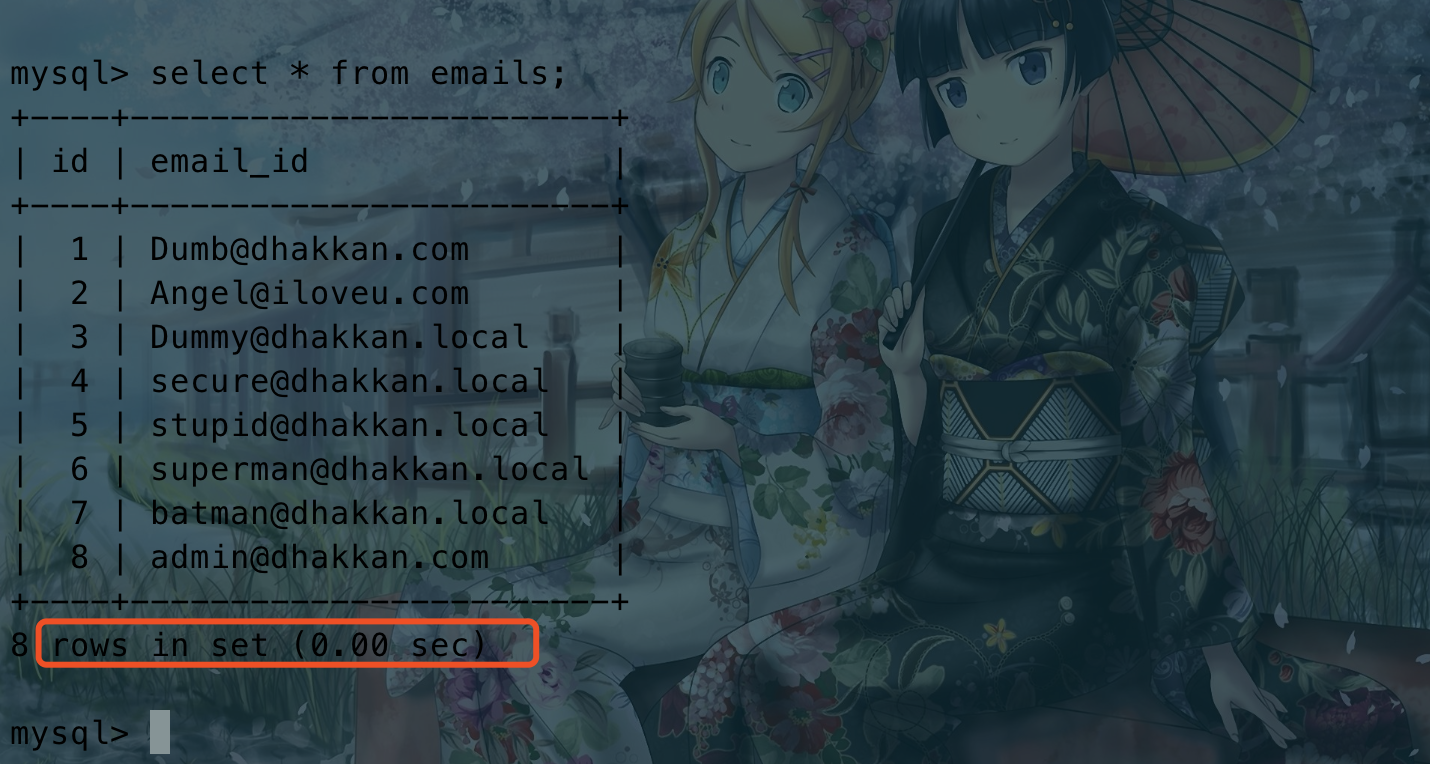 mysql> select * from emails;
+----+------------------------+
| id | email_id               |
+----+------------------------+
|  1 | Dumb@dhakkan.com       |
|  2 | Angel@iloveu.com       |
|  3 | Dummy@dhakkan.local    |
|  4 | secure@dhakkan.local   |
|  5 | stupid@dhakkan.local   |
|  6 | superman@dhakkan.local |
|  7 | batman@dhakkan.local   |
|  8 | admin@dhakkan.com      |
+----+------------------------+
8 rows in set (0.00 sec)
mysql>